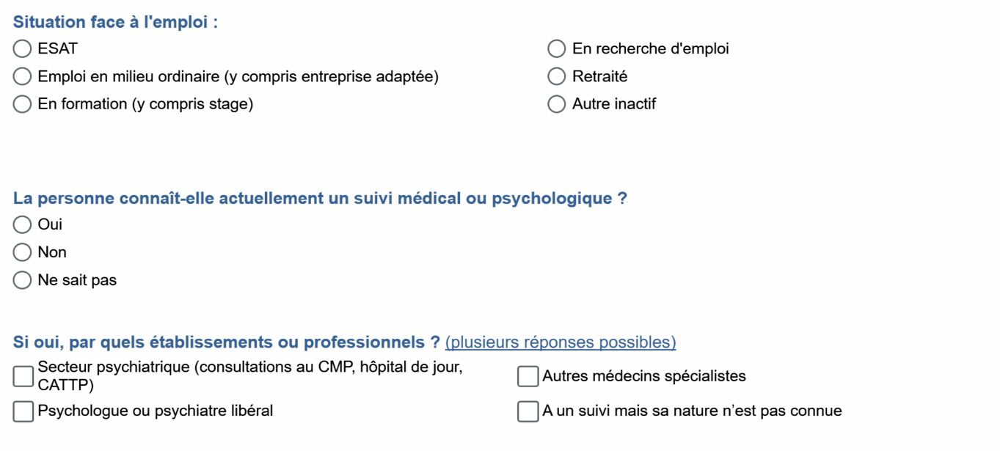 Situation face à l'emploi :
ESAT
Emploi en milieu ordinaire (y compris entreprise adaptée)
En formation (y compris stage)
En recherche d'emploi
Retraité
Autre inactif
La personne connaît-elle actuellement un suivi médical ou psychologique ?
Oui
Non
Ne sait pas
Si oui, par quels établissements ou professionnels ? (plusieurs réponses possibles)
Secteur psychiatrique (consultations au CMP, hôpital de jour,
CATTP)
Psychologue ou psychiatre libéral
Autres médecins spécialistes
A un suivi mais sa nature n’est pas connue